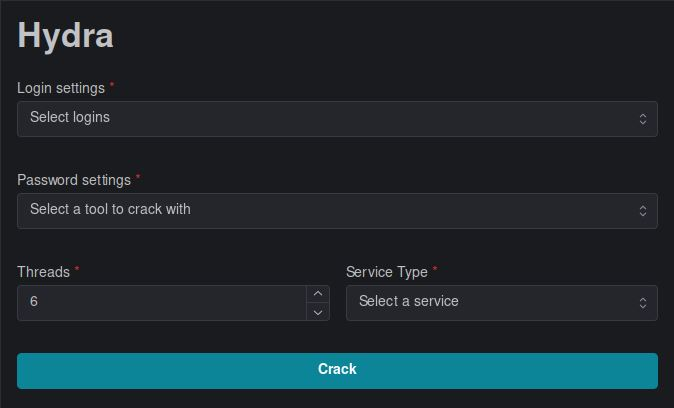 Hydra
Login settings *
Select logins
Password settings *
Select a tool to crack with
Threads *
Service Type *
6
Select a service
Crack